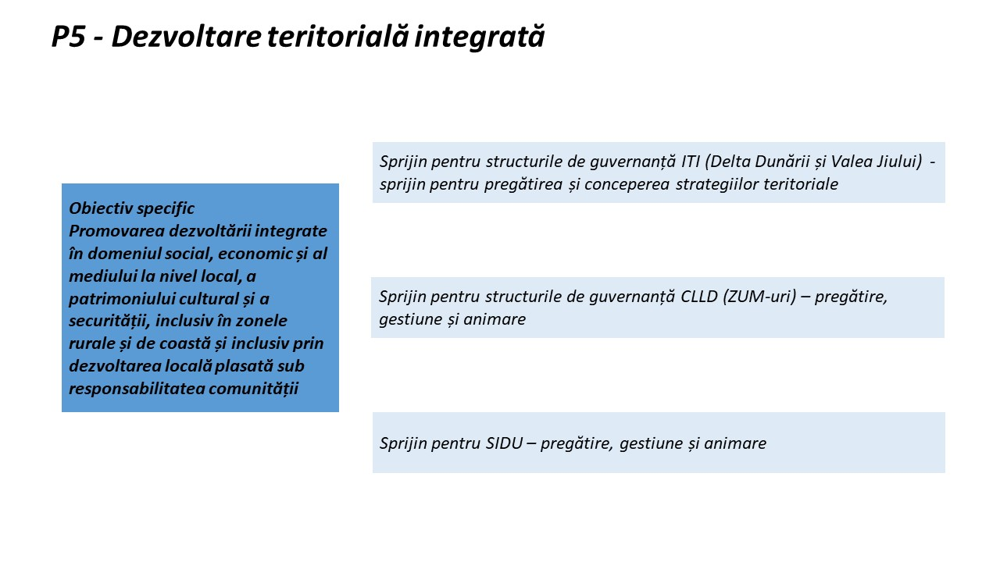 P5 - Dezvoltare teritorială integrată
Obiectiv specific
Promovarea dezvoltării integrate
în domeniul social, economic și al
mediului la nivel local, a
patrimoniului cultural și a
securității, inclusiv în zonele
rurale și de coastă și inclusiv prin
dezvoltarea locală plasată sub
responsabilitatea comunității
Sprijin pentru structurile de guvernanță ITI (Delta Dunării și Valea Jiului) -
sprijin pentru pregătirea și conceperea strategiilor teritoriale
Sprijin pentru structurile de guvernanță CLLD (ZUM-uri) – pregătire,
gestiune și animare
Sprijin pentru SIDU – pregătire, gestiune și animare